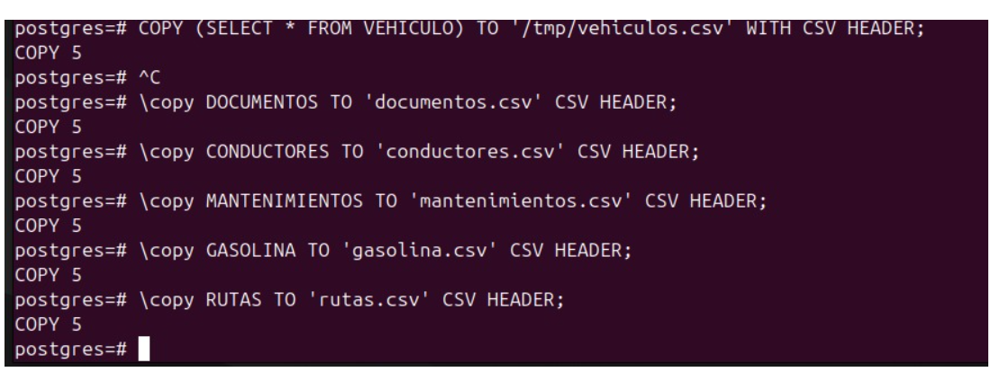 postgres=# COPY (SELECT * FROM VEHICULO) TO '/tmp/vehiculos.csv' WITH CSV HEADER;
COPY 5
postgres=# ^C
postgres=# \copy DOCUMENTOS TO 'documentos.csv' CSV HEADER;
COPY 5
postgres=# \copy CONDUCTORES TO 'conductores.csv' CSV HEADER;
COPY 5
postgres=# \copy MANTENIMIENTOS TO 'mantenimientos.csv' CSV HEADER;
COPY 5
postgres=# \copy GASOLINA TO 'gasolina.csv' CSV HEADER;
COPY 5
postgres=# \copy RUTAS TO 'rutas.csv' CSV HEADER;
COPY 5
postgres=#